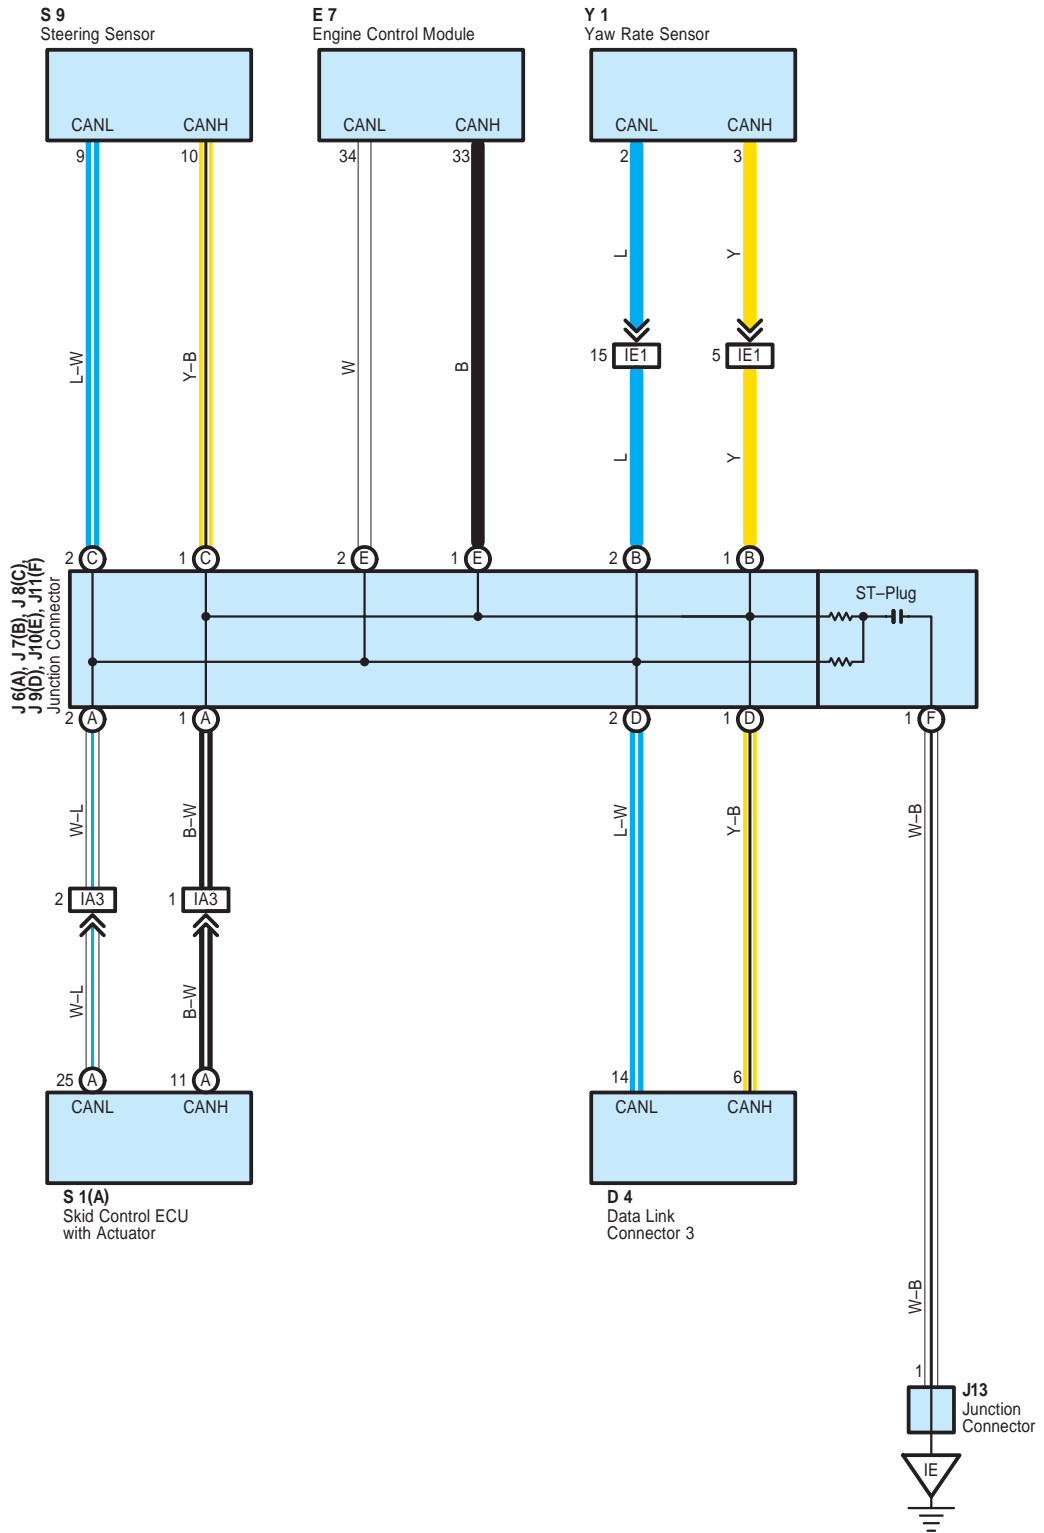 S 9
Steering Sensor
E 7
Engine Control Module
Y 1
Yaw Rate Sensor
CANL CANH
CANL CANH
CANL CANH
9 10 34 33 2 3
L–W Y–B W B L Y
15 IE1 5 IE1
L Y
2 C 1 C 2 E 1 E 2 B 1 B
J 6(A), J 7(B), J 8(C),
J 9(D), J10(E), J11(F)
Junction Connector
ST–Plug
2 A 1 A 2 D 1 D 1 F
W–L B–W L–W Y–B W–B
2 IA3 1 IA3
W–L B–W
25 A 11 A 14 6
CANL CANH
CANL CANH
S 1(A)
Skid Control ECU
with Actuator
D 4
Data Link
Connector 3
W–B
1
J13
Junction
Connector
IE